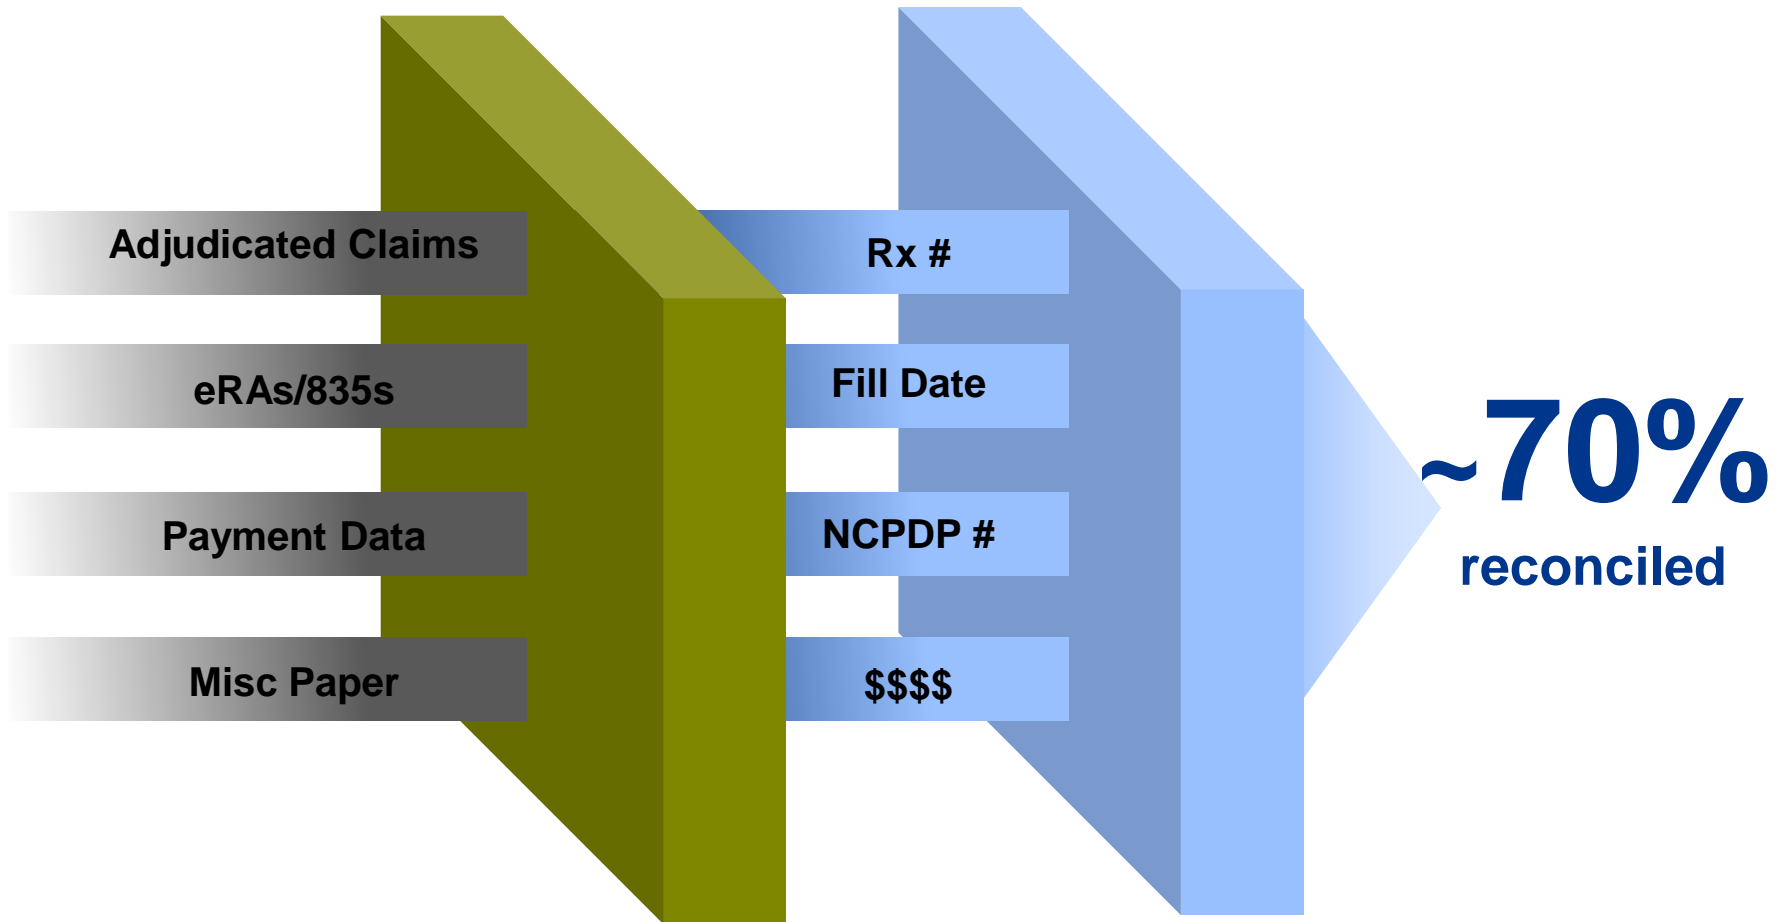 Adjudicated Claims
eRAs/835s
Payment Data
Misc Paper
Rx #
Fill Date
NCPDP #
$$$$
~70%
reconciled